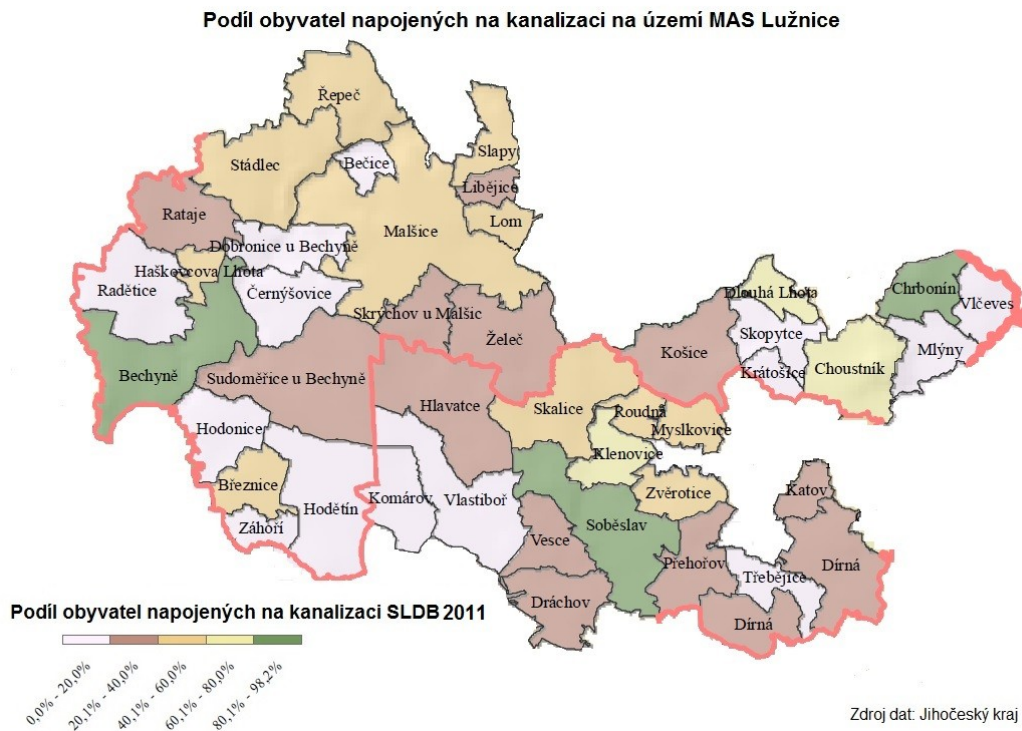 Podíl obyvatel napojených na kanalizaci na území MAS Lužnice
Řepeč
Slapy
Stádlec
Bečice
Libějice
Rataje
Lom
Malšice
Dobronice u Bechyně
Haškovcova Lhota
Radětice
Černýšovice
Dlouhá Lhota
Chrbonín
Vlčeves
Skrýchov u Malšic
Želeč
Skopytce
Mlýny
Košice
Krátošice
Choustník
Bechyně
Sudoměřice u Bechyně
Hlavatce
Skalice
Roudná
Myslkovice
Hodonice
Klenovice
Březnice
Zvěrotice
Katov
Komárov
Vlastiboř
Hodětín
Záhoří
Soběslav
Vesce
Přehořov
Třebějice
Dírná
Dráchov
Dírná
Podíl obyvatel napojených na kanalizaci SLDB 2011
0,0% - 20,0%
20,1% - 40,0%
40,1% - 60,0%
60,1% - 80,0%
80,1% - 98,2%
Zdroj dat: Jihočeský kraj